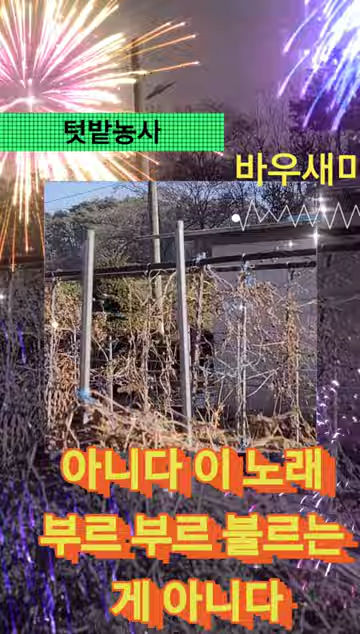 텃밭농사
바우새미
아니다 이 노래
부르 부르 불르는
게 아니다